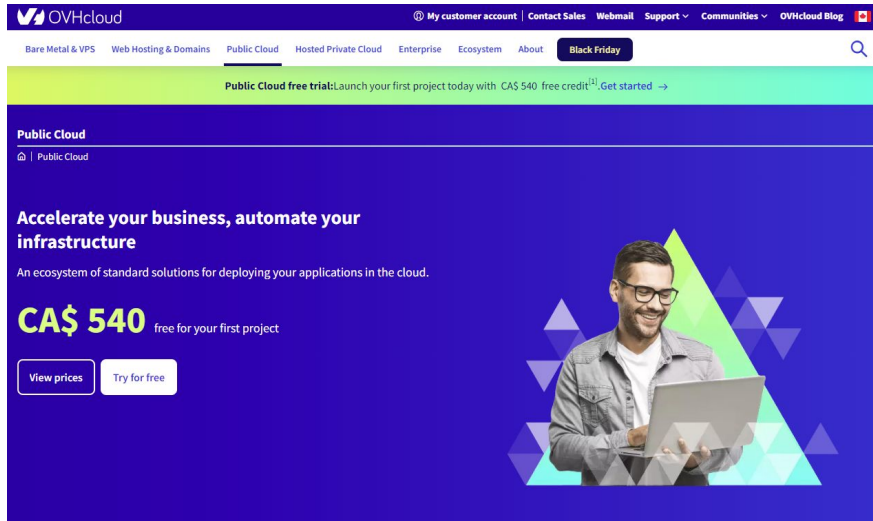 OVHcloud
My customer account | Contact Sales Webmail Support Communities OVHcloud Blog
Bare Metal & VPS Web Hosting & Domains Public Cloud Hosted Private Cloud Enterprise Ecosystem About Black Friday
Public Cloud free trial:Launch your first project today with CA$ 540 free credit[1].Get started →
Public Cloud
| Public Cloud
Accelerate your business, automate your
infrastructure
An ecosystem of standard solutions for deploying your applications in the cloud.
CA$ 540 free for your first project
View prices Try for free